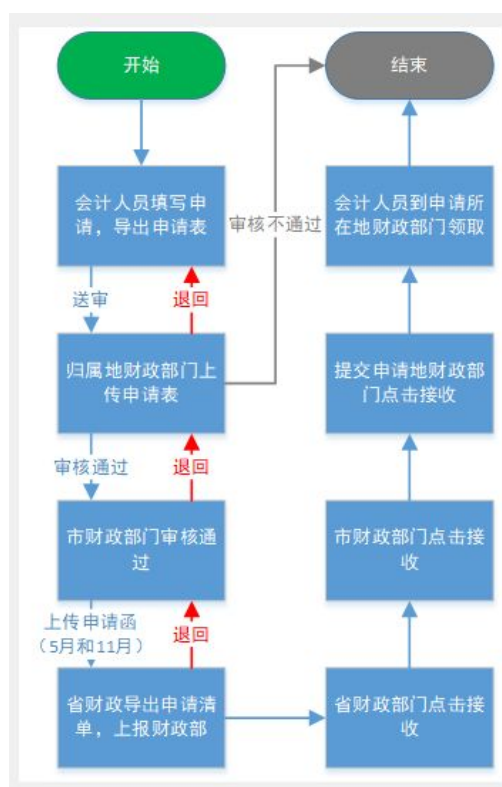 开始
结束
会计人员填写申
请，导出申请表
审核不通过
会计人员到申请所
在地财政部门领取
送审
退回
归属地财政部门上
传申请表
提交申请地财政部
门点击接收
审核通过
退回
市财政部门审核通
过
市财政部门点击接
收
上传申请函
（5月和11月）
退回
省财政导出申请清
单，上报财政部
省财政部门点击接
收